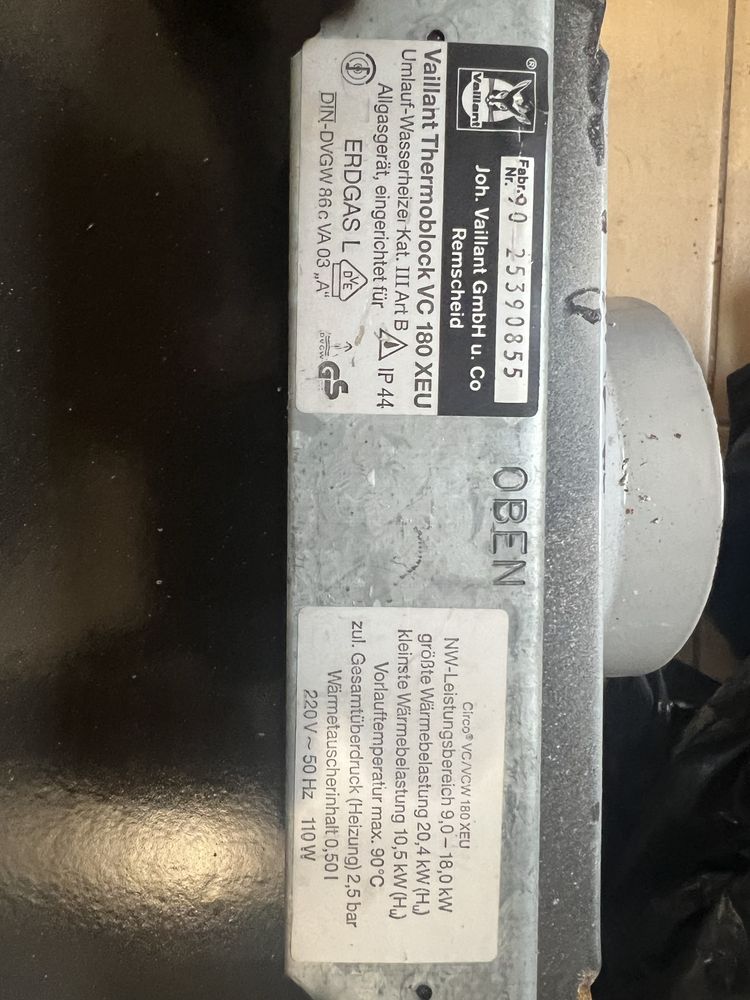 Vaillant
®
Fabr.
Nr. 90-25390855
Joh. Vaillant GmbH u. Co
Remscheid
Vaillant Thermoblock VC 180 XEU
Umlauf-Wasserheizer Kat. III Art B
Allgasgerät, eingerichtet für
IP 44
ERDGAS L
DVE
DIN-DVGW 86 c VA 03 „A“
DVGW
GS
OBEN
Circo® VC/VCW 180 XEU
NW-Leistungsbereich 9,0 – 18,0 kW
größte Wärmebelastung 20,4 kW (Hu)
kleinste Wärmebelastung 10,5 kW (Hu)
Vorlauftemperatur max. 90°C
zul. Gesamtüberdruck (Heizung) 2,5 bar
Wärmetauscherinhalt 0,50 l
220 V ~ 50 Hz 110 W